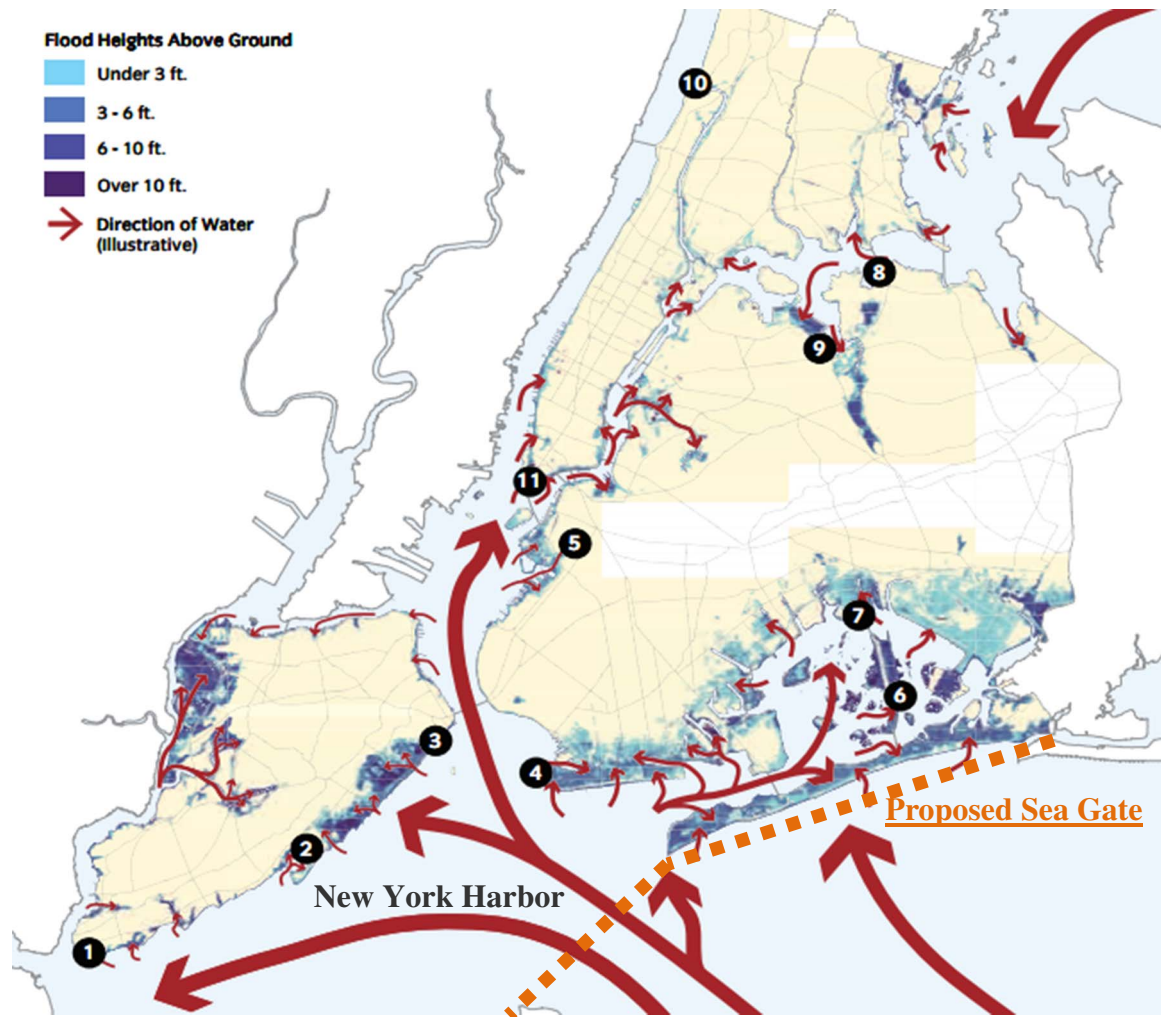 Flood Heights Above Ground
Under 3 ft.
3 - 6 ft.
6 - 10 ft.
Over 10 ft.
Direction of Water
(Illustrative)
10
8
9
11
5
7
6
3
4
Proposed Sea Gate
2
New York Harbor
1